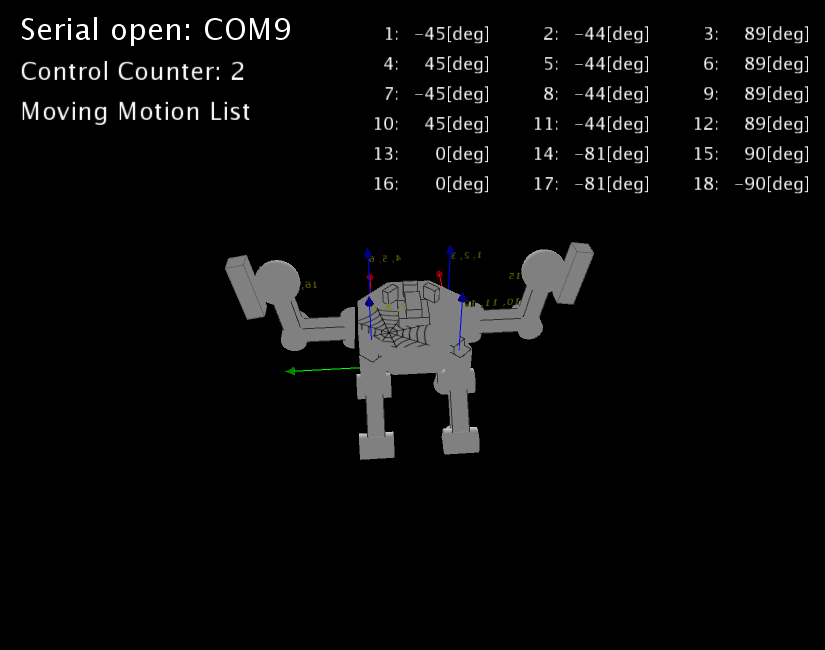 Serial open: COM9
Control Counter: 2
Moving Motion List
1: -45[deg] 2: -44[deg] 3: 89[deg]
4: 45[deg] 5: -44[deg] 6: 89[deg]
7: -45[deg] 8: -44[deg] 9: 89[deg]
10: 45[deg] 11: -44[deg] 12: 89[deg]
13: 0[deg] 14: -81[deg] 15: 90[deg]
16: 0[deg] 17: -81[deg] 18: -90[deg]
4, 5, 6 1, 2, 3
16, 15
10, 11,